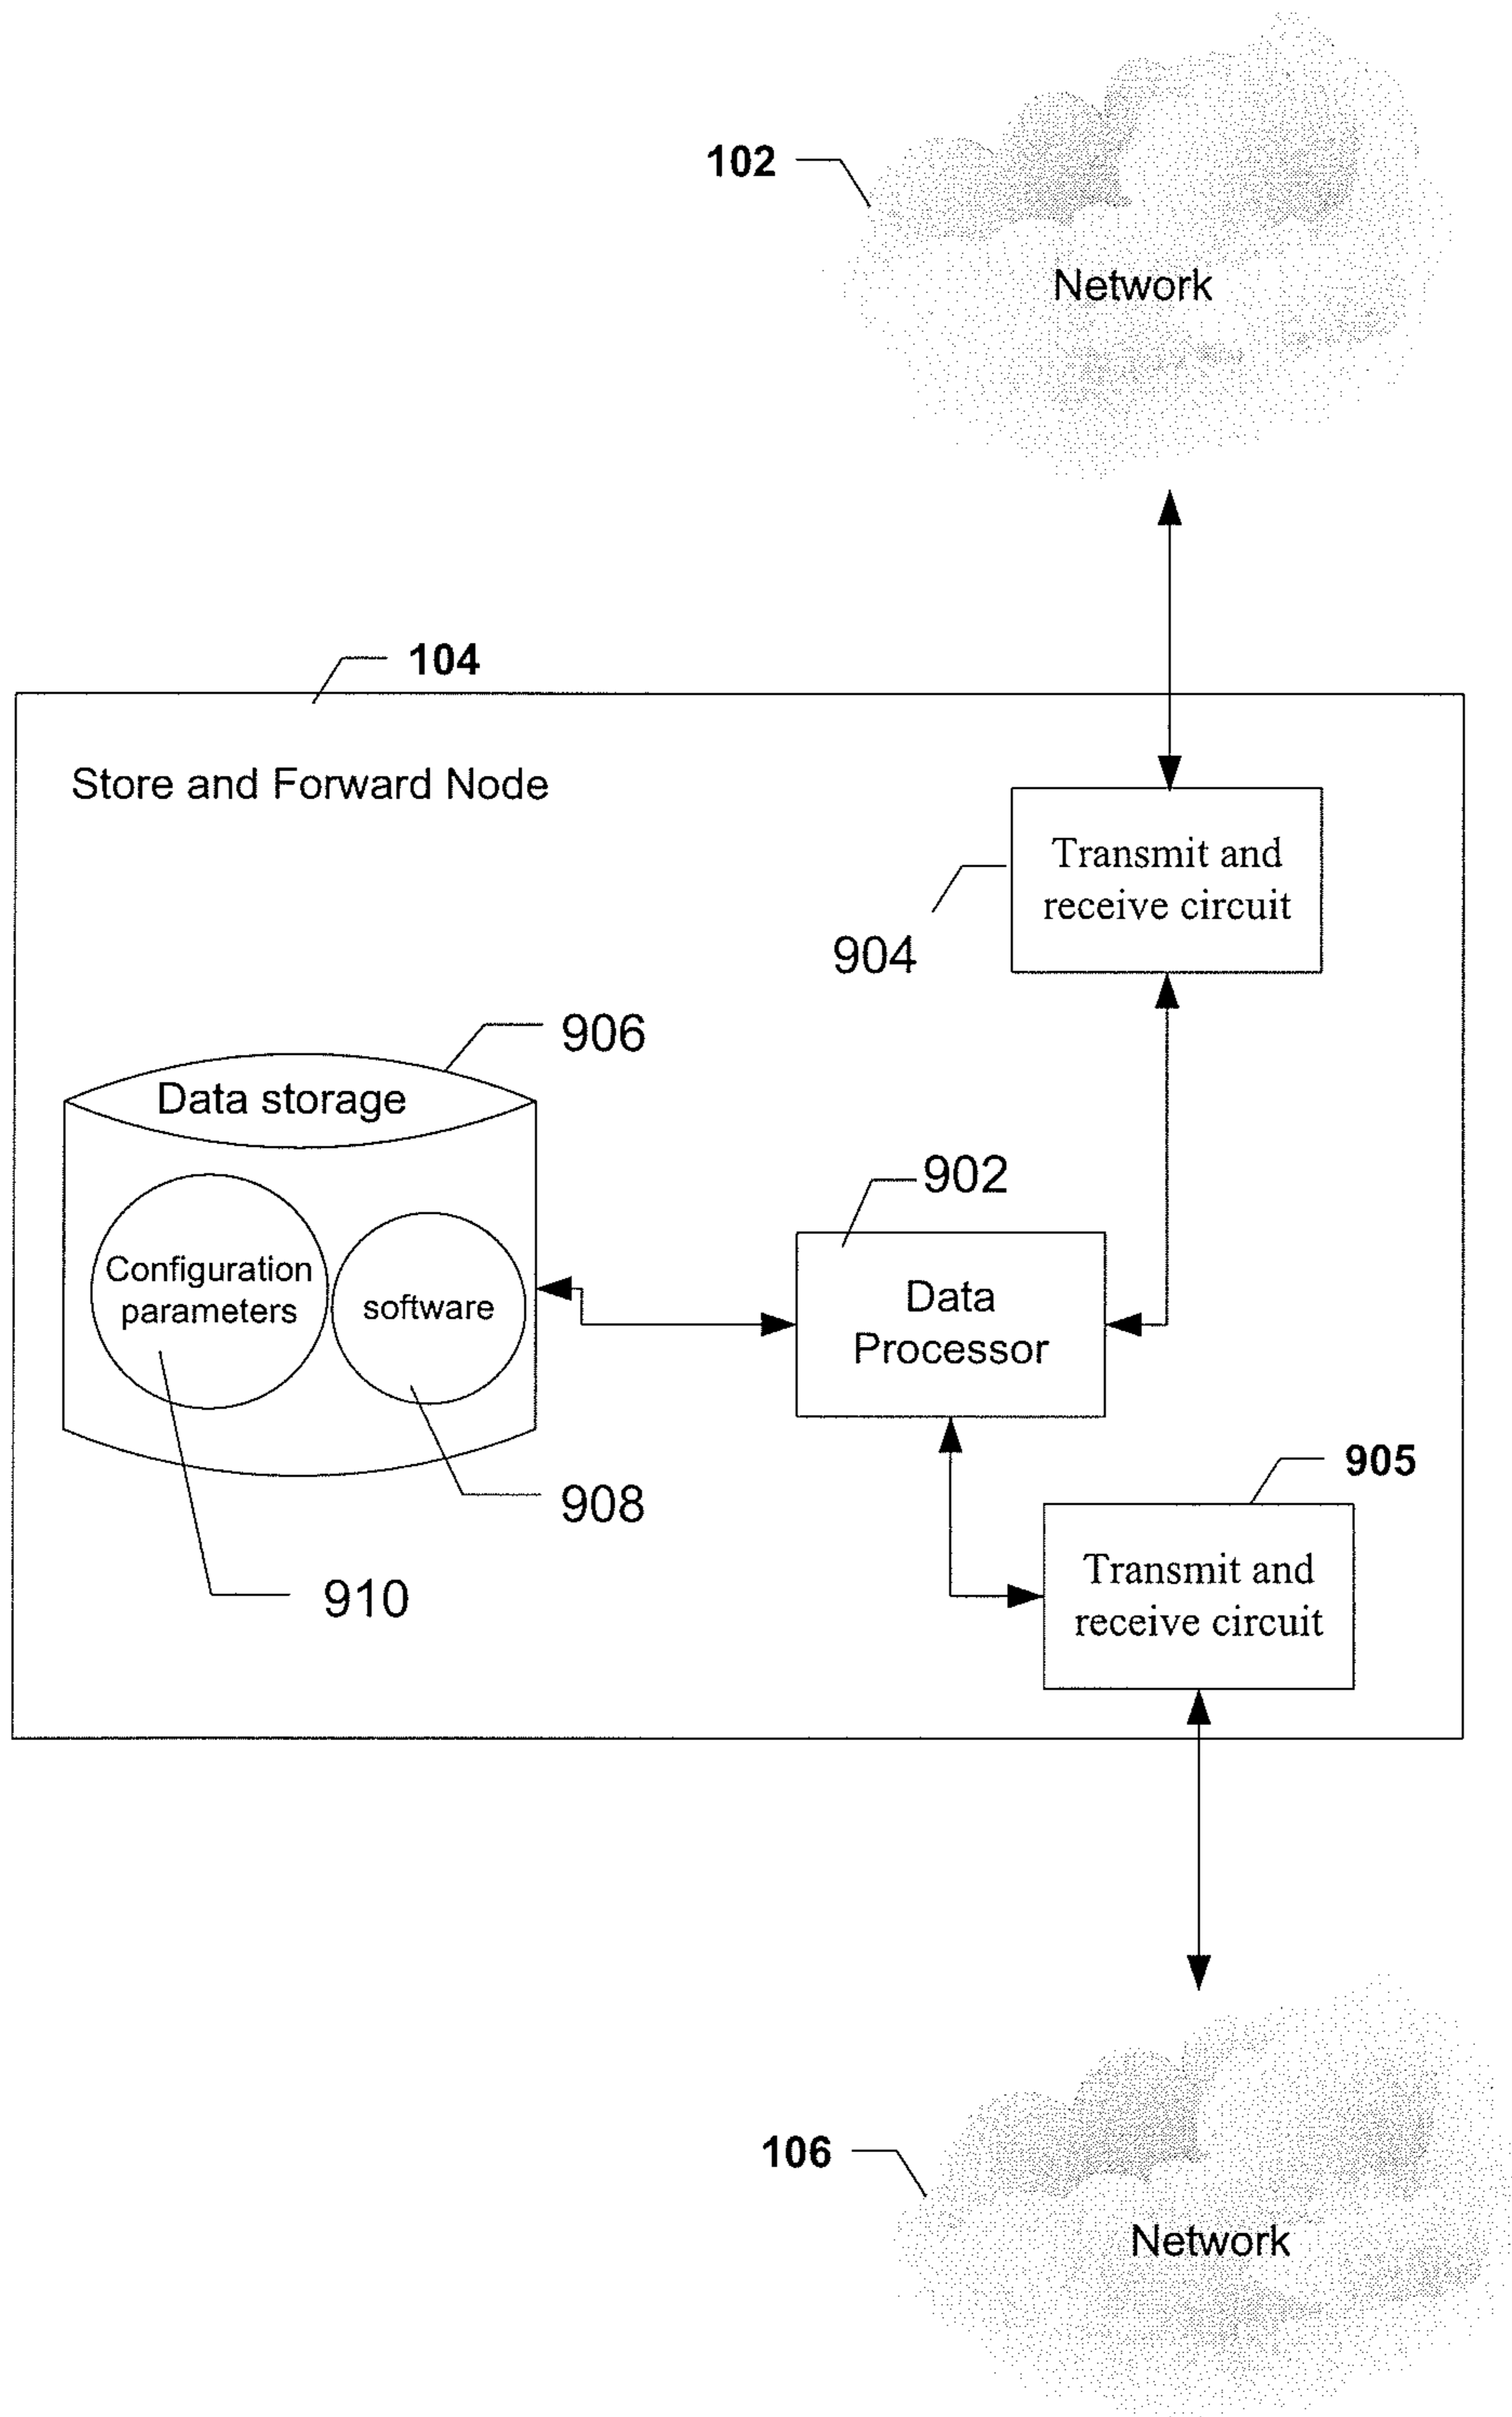 102
Network
104
Store and Forward Node
Transmit and
receive circuit
904
906
Data storage
902
Configuration
parameters
software
Data
Processor
905
908
Transmit and
receive circuit
910
106
Network